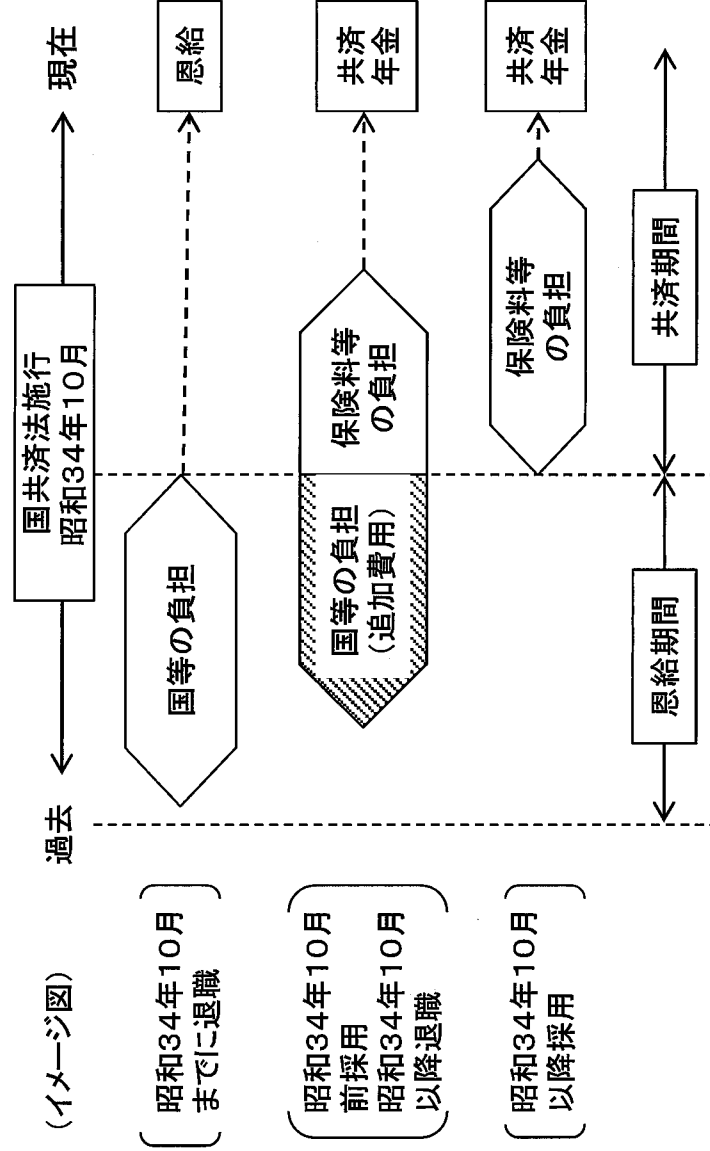 (イメージ図)
過去
国共済法施行
昭和34年10月
現在
昭和34年10月
までに退職
国等の負担
恩給
昭和34年10月
前採用
昭和34年10月
以降退職
国等の負担
(追加費用)
保険料等
の負担
共済
年金
昭和34年10月
以降採用
保険料等
の負担
共済
年金
恩給期間
共済期間